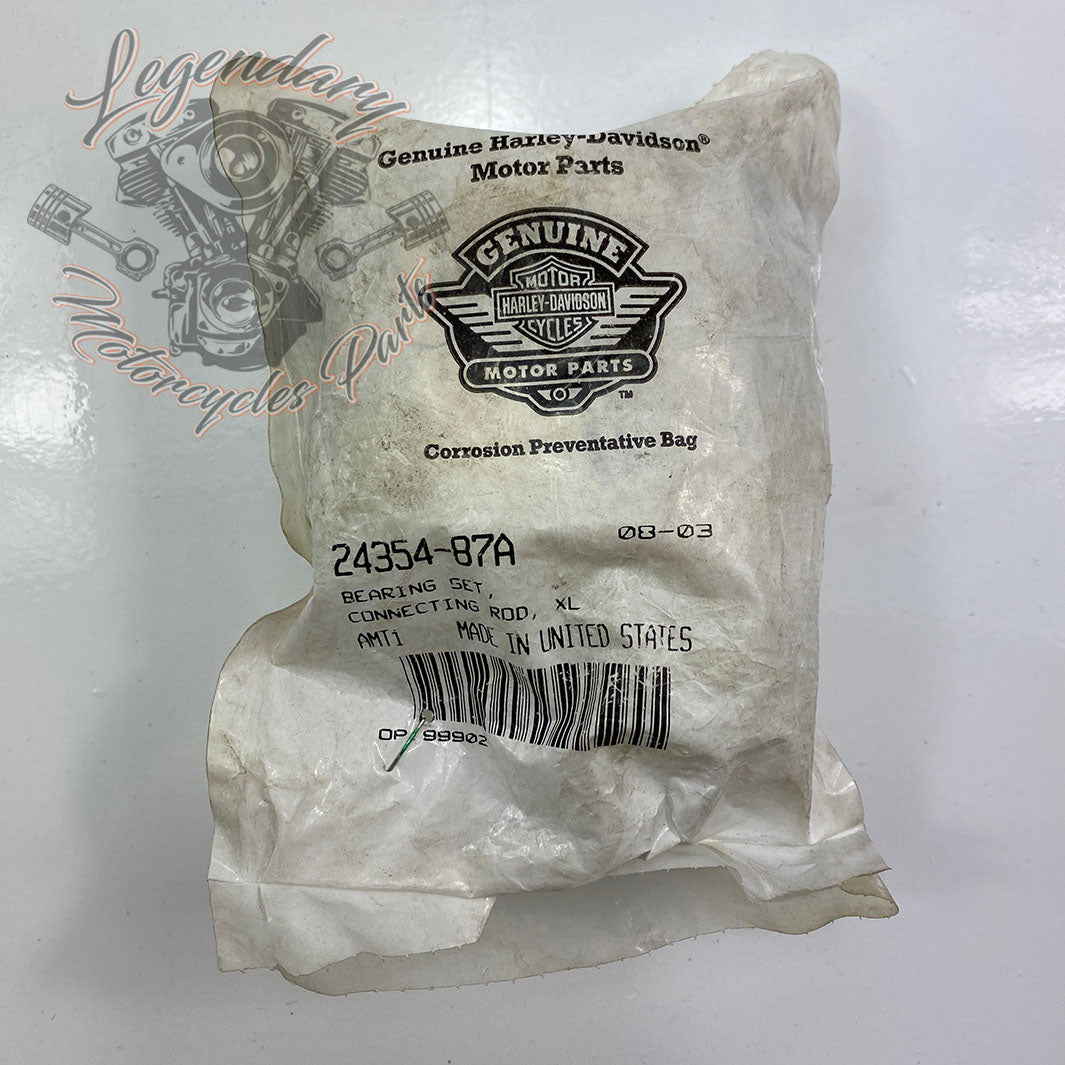 Legendary
Motorcycles Parts
Genuine Harley-Davidson®
Motor Parts
GENUINE
MOTOR
HARLEY-DAVIDSON
CYCLES
MOTOR PARTS
TM
Corrosion Preventative Bag
08-03
24354-87A
BEARING SET,
CONNECTING ROD, XL
AMT1 MADE IN UNITED STATES
OP 99902